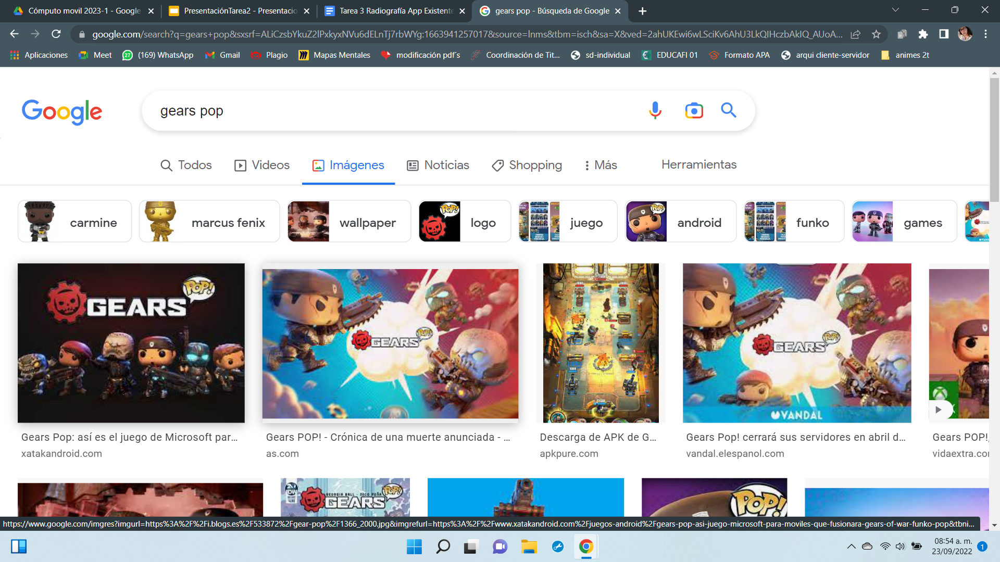 Cómputo movil 2023-1 - Google
PresentaciónTarea2 - Presentacio
Tarea 3 Radiografía App Existente
gears pop - Búsqueda de Google
google.com/search?q=gears+pop&sxsrf=ALiCzsbYkuZ2lPxkyxNVu6dELnTj7rbWYg:1663941257017&source=lnms&tbm=isch&sa=X&ved=2ahUKEwi6wLSciKv6AhU3LkQIHczbAkIQ_AUoA...
Aplicaciones
Meet
27
(169) WhatsApp
Gmail
Plagio
Mapas Mentales
modificación pdf´s
Coordinación de Tit...
sd-individual
EDUCAFI 01
Formato APA
arqui cliente-servidor
animes 2t
Google
gears pop
Todos
Videos
Imágenes
Noticias
Shopping
Más
Herramientas
carmine
marcus fenix
POP!
wallpaper
logo
juego
POP!
android
funko
games
POP!
GEARS
POP!
GEARS
POP!
GEARS
VANDAL
Gears Pop: así es el juego de Microsoft par...
xatakandroid.com
Gears POP! - Crónica de una muerte anunciada - ...
as.com
Descarga de APK de G...
apkpure.com
Gears Pop! cerrará sus servidores en abril d...
vandal.elespanol.com
Gears POP!,
vidaextra.co
IDW
GEORGIA BALL · NICO PEÑA
POP!
GEARS
POP!
https://www.google.com/imgres?imgurl=https%3A%2F%2Fi.blogs.es%2F533872%2Fgear-pop%2F1366_2000.jpg&imgrefurl=https%3A%2F%2Fwww.xatakandroid.com%2Fjuegos-android%2Fgears-pop-asi-juego-microsoft-para-moviles-que-fusionara-gears-of-war-funko-pop&tbni...
08:54 a. m.
23/09/2022
1